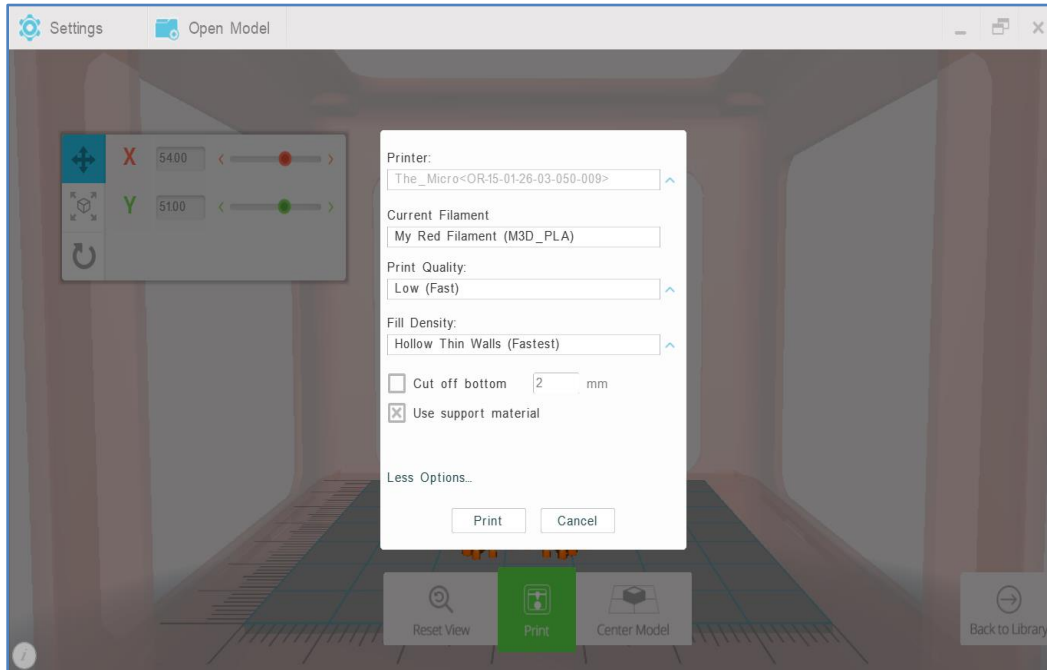 Settings
Open Model
X 54.00
Y 51.00
Printer:
The_Micro<OR-15-01-26-03-050-009>
Current Filament
My Red Filament (M3D_PLA)
Print Quality:
Low (Fast)
Fill Density:
Hollow Thin Walls (Fastest)
Cut off bottom 2 mm
Use support material
Less Options...
Print Cancel
Reset View Print Center Model
Back to Library
i